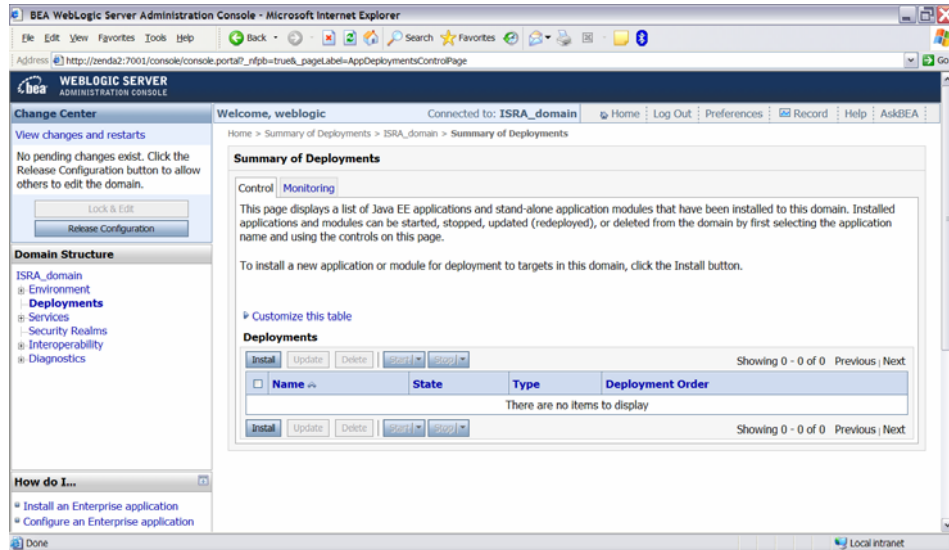 BEA WebLogic Server Administration Console - Microsoft Internet Explorer
File Edit View Favorites Tools Help
Back Search Favorites
Address http://zenda2:7001/console/console.portal?_nfpb=true&_pageLabel=AppDeploymentsControlPage Go
bea WEBLOGIC SERVER
ADMINISTRATION CONSOLE
Change Center
View changes and restarts
No pending changes exist. Click the
Release Configuration button to allow
others to edit the domain.
Lock & Edit
Release Configuration
Domain Structure
ISRA_domain
Environment
Deployments
Services
Security Realms
Interoperability
Diagnostics
How do I...
Install an Enterprise application
Configure an Enterprise application
Welcome, weblogic Connected to: ISRA_domain Home Log Out Preferences Record Help AskBEA
Home > Summary of Deployments > ISRA_domain > Summary of Deployments
Summary of Deployments
Control Monitoring
This page displays a list of Java EE applications and stand-alone application modules that have been installed to this domain. Installed
applications and modules can be started, stopped, updated (redeployed), or deleted from the domain by first selecting the application
name and using the controls on this page.
To install a new application or module for deployment to targets in this domain, click the Install button.
Customize this table
Deployments
Install Update Delete Start Stop Showing 0 - 0 of 0 Previous | Next
Name State Type Deployment Order
There are no items to display
Install Update Delete Start Stop Showing 0 - 0 of 0 Previous | Next
Done Local intranet